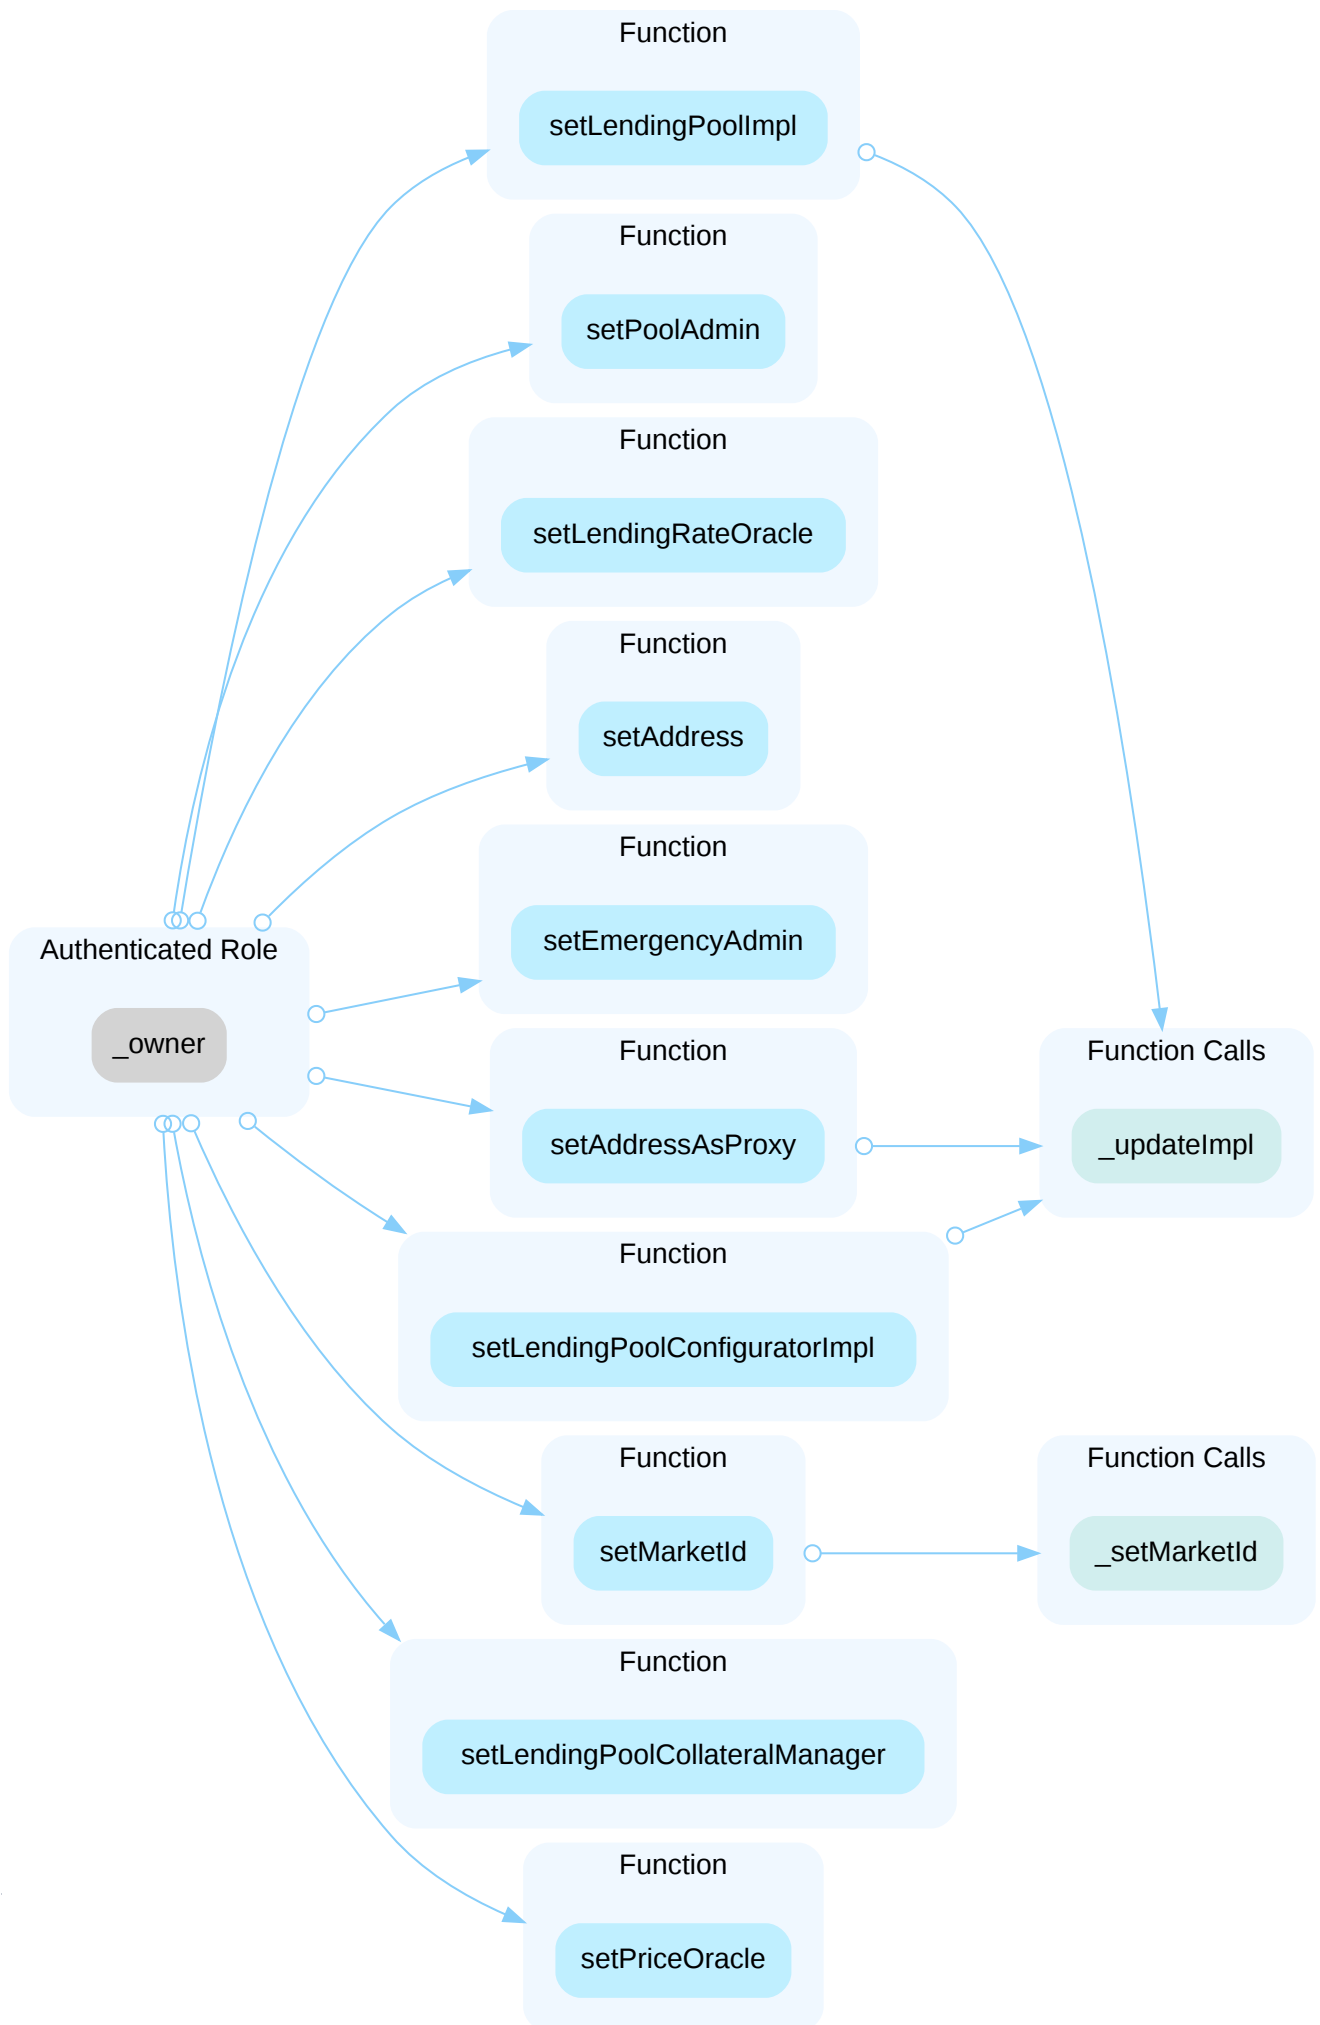 Function
setLendingPoolImpl
Function
setPoolAdmin
Function
setLendingRateOracle
Function
setAddress
Function
setEmergencyAdmin
Authenticated Role
_owner
Function
setAddressAsProxy
Function Calls
_updateImpl
Function
setLendingPoolConfiguratorImpl
Function
setMarketId
Function Calls
_setMarketId
Function
setLendingPoolCollateralManager
Function
setPriceOracle